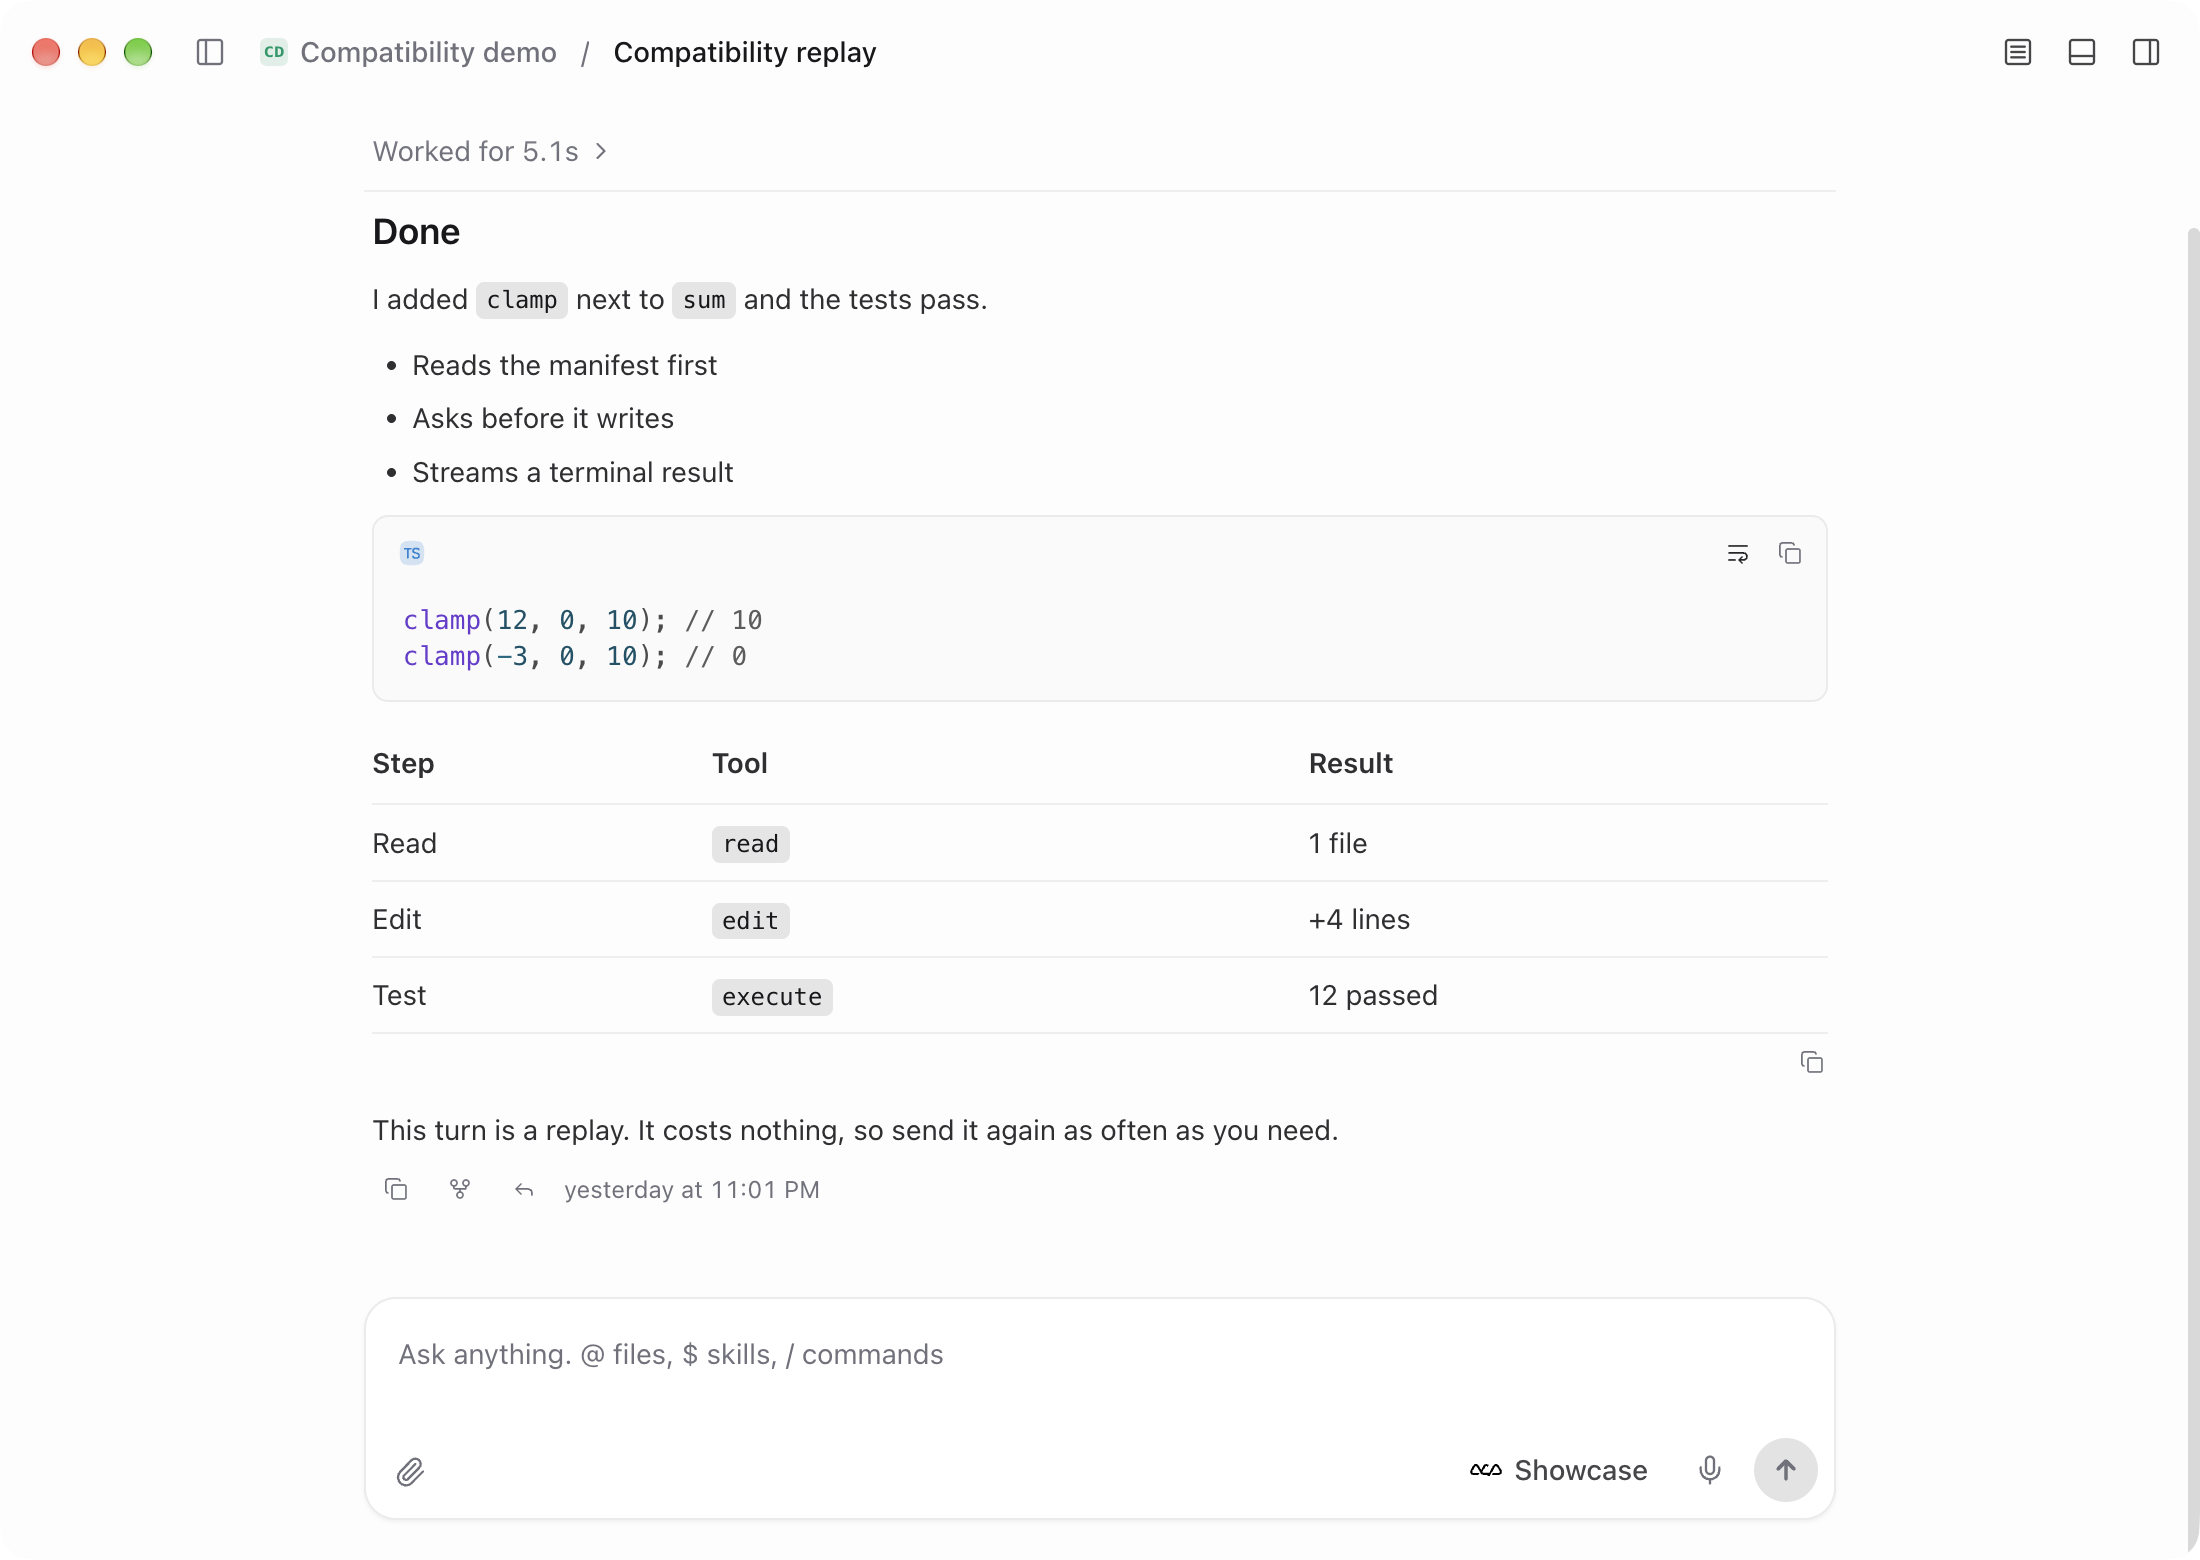 CD Compatibility demo / Compatibility replay
Worked for 5.1s
Done
I added clamp next to sum and the tests pass.
• Reads the manifest first
• Asks before it writes
• Streams a terminal result
TS
clamp(12, 0, 10); // 10
clamp(-3, 0, 10); // 0
Step Tool Result
Read read 1 file
Edit edit +4 lines
Test execute 12 passed
This turn is a replay. It costs nothing, so send it again as often as you need.
yesterday at 11:01 PM
Ask anything. @ files, $ skills, / commands
Showcase